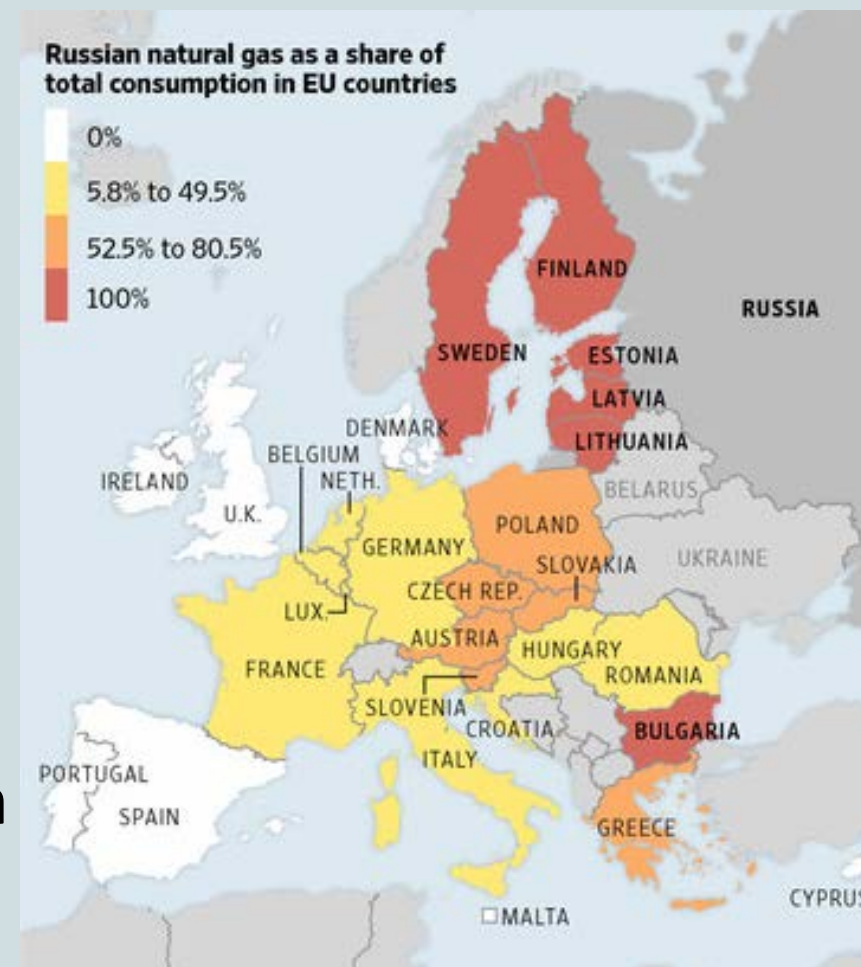 Russian natural gas as a share of
total consumption in EU countries
0%
5.8% to 49.5%
52.5% to 80.5%
100%
FINLAND
RUSSIA
SWEDEN
ESTONIA
LATVIA
DENMARK
LITHUANIA
BELGIUM
IRELAND
NETH.
BELARUS
U.K.
POLAND
GERMANY
UKRAINE
SLOVAKIA
CZECH REP.
LUX.
AUSTRIA
HUNGARY
FRANCE
ROMANIA
SLOVENIA
CROATIA
BULGARIA
ITALY
PORTUGAL
SPAIN
GREECE
CYPRUS
MALTA